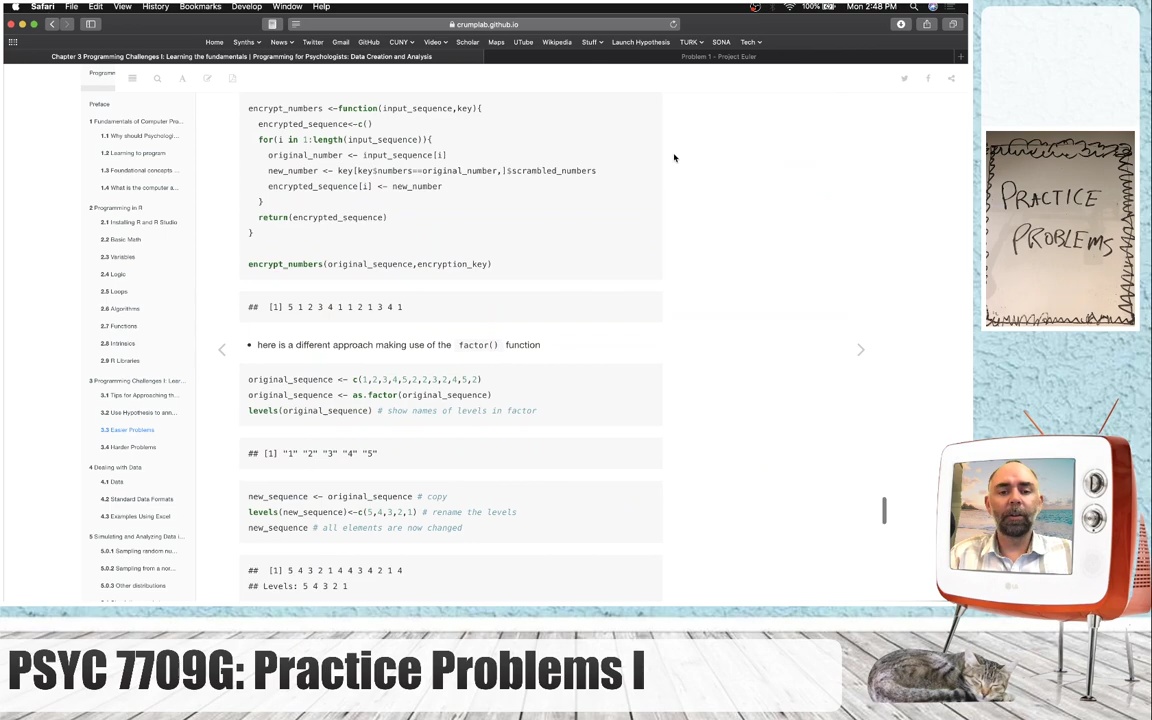 Safari File Edit View History Bookmarks Develop Window Help
100% Mon 2:48 PM
crumplab.github.io
Home Synths News Twitter Gmail GitHub CUNY Video Scholar Maps UTube Wikipedia Stuff Launch Hypothesis TURK SONA Tech
Chapter 3 Programming Challenges I: Learning the fundamentals | Programming for Psychologists: Data Creation and Analysis
Problem 1 - Project Euler
Programm
Preface
1 Fundamentals of Computer Pro...
1.1 Why should Psychologi...
1.2 Learning to program
1.3 Foundational concepts ...
1.4 What is the computer a...
2 Programming in R
2.1 Installing R and R Studio
2.2 Basic Math
2.3 Variables
2.4 Logic
2.5 Loops
2.6 Algorithms
2.7 Functions
2.8 Intrinsics
2.9 R Libraries
3 Programming Challenges I: Lear...
3.1 Tips for Approaching th...
3.2 Use Hypothesis to ann...
3.3 Easier Problems
3.4 Harder Problems
4 Dealing with Data
4.1 Data
4.2 Standard Data Formats
4.3 Examples Using Excel
5 Simulating and Analyzing Data i...
5.0.1 Sampling random nu...
5.0.2 Sampling from a nor...
5.0.3 Other distributions
encrypt_numbers <-function(input_sequence,key){
encrypted_sequence<-c()
for(i in 1:length(input_sequence)){
original_number <- input_sequence[i]
new_number <- key[key$numbers==original_number,]$scrambled_numbers
encrypted_sequence[i] <- new_number
}
return(encrypted_sequence)
}
encrypt_numbers(original_sequence,encryption_key)
## [1] 5 1 2 3 4 1 1 2 1 3 4 1
• here is a different approach making use of the factor() function
original_sequence <- c(1,2,3,4,5,2,2,3,2,4,5,2)
original_sequence <- as.factor(original_sequence)
levels(original_sequence) # show names of levels in factor
## [1] "1" "2" "3" "4" "5"
new_sequence <- original_sequence # copy
levels(new_sequence)<-c(5,4,3,2,1) # rename the levels
new_sequence # all elements are now changed
## [1] 5 4 3 2 1 4 4 3 4 2 1 4
## Levels: 5 4 3 2 1
PRACTICE
PROBLEMS
LG
PSYC 7709G: Practice Problems I